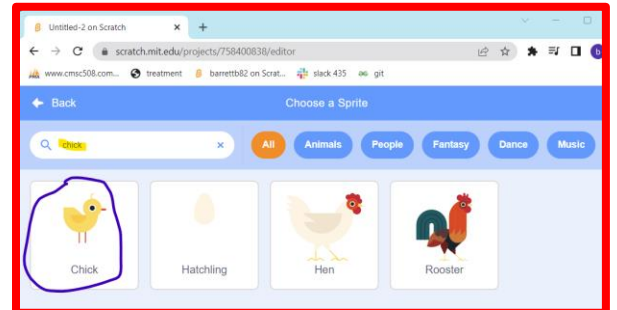 Untitled-2 on Scratch
scratch.mit.edu/projects/758400838/editor
www.cmsc508.com... treatment barrettb82 on Scrat... slack 435 git
Back Choose a Sprite
chick All Animals People Fantasy Dance Music
Chick Hatchling Hen Rooster